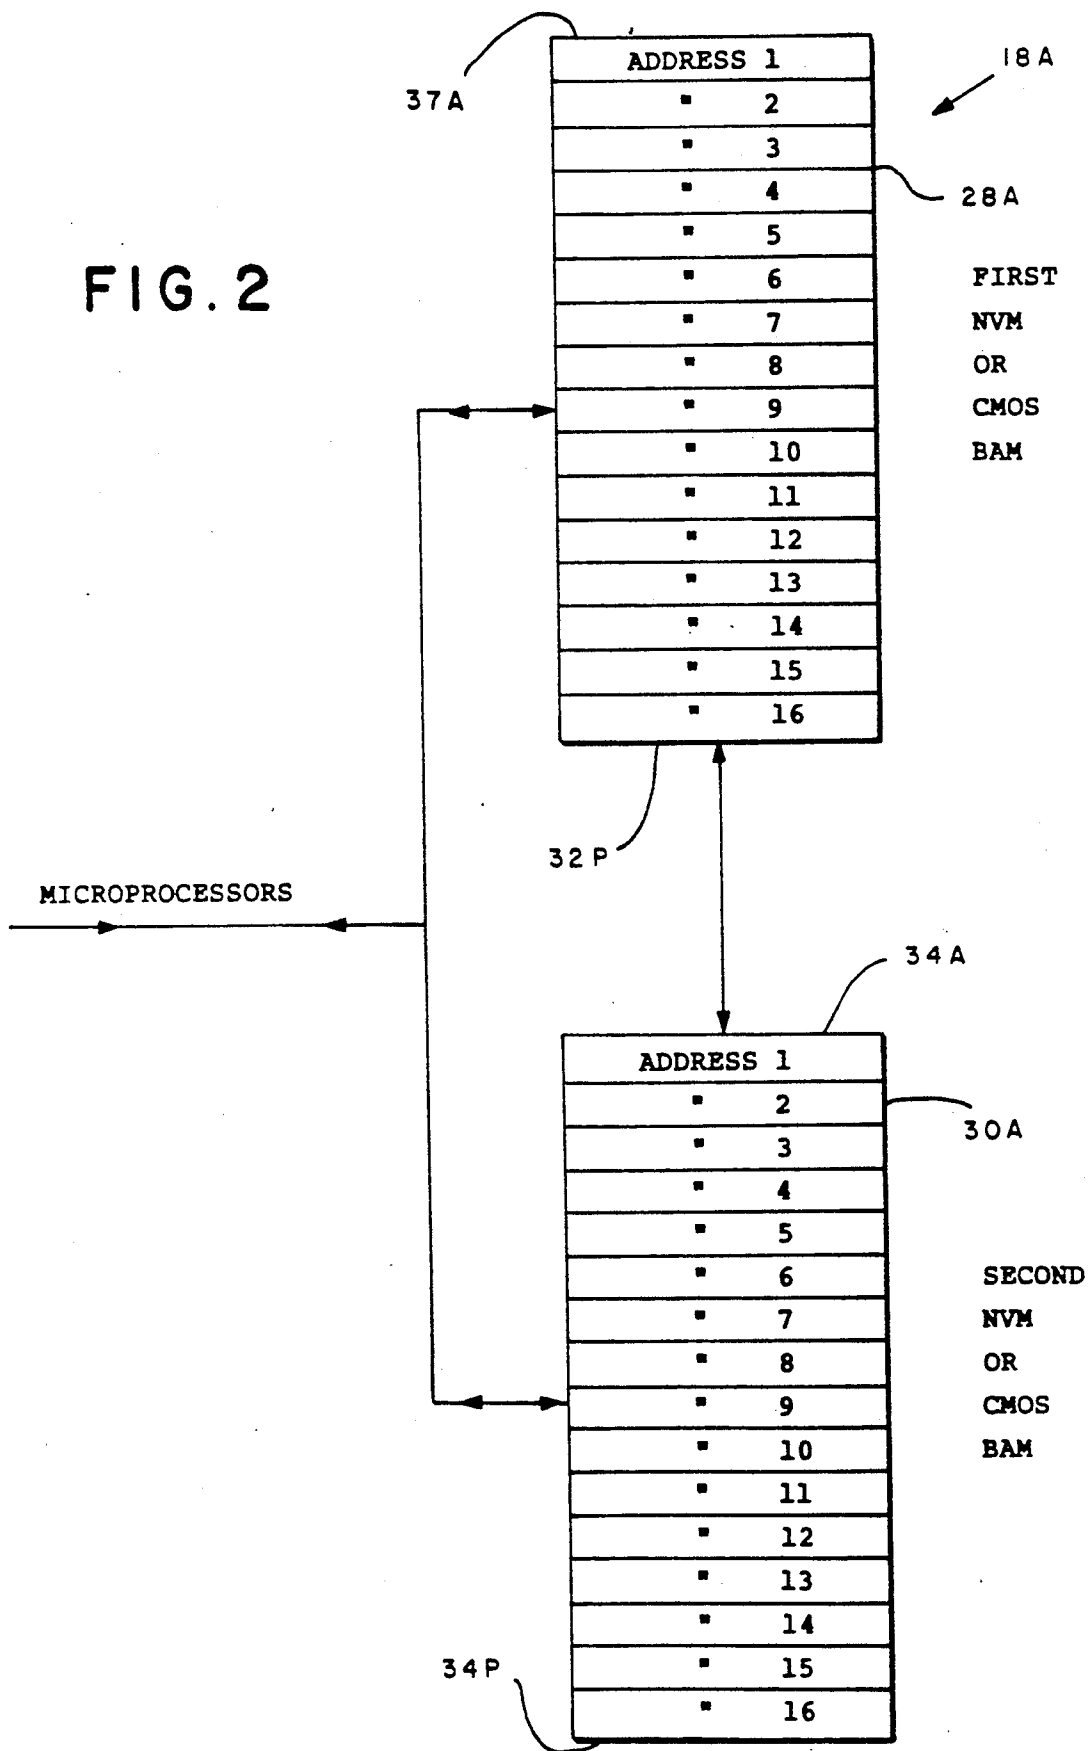 ADDRESS 1
18A
37A
" 2
" 3
" 4
28A
" 5
FIG. 2
" 6
FIRST
" 7
NVM
" 8
OR
" 9
CMOS
" 10
BAM
" 11
" 12
" 13
" 14
" 15
" 16
32P
MICROPROCESSORS
34A
ADDRESS 1
" 2
30A
" 3
" 4
" 5
" 6
SECOND
" 7
NVM
" 8
OR
" 9
CMOS
" 10
BAM
" 11
" 12
" 13
" 14
34P
" 15
" 16